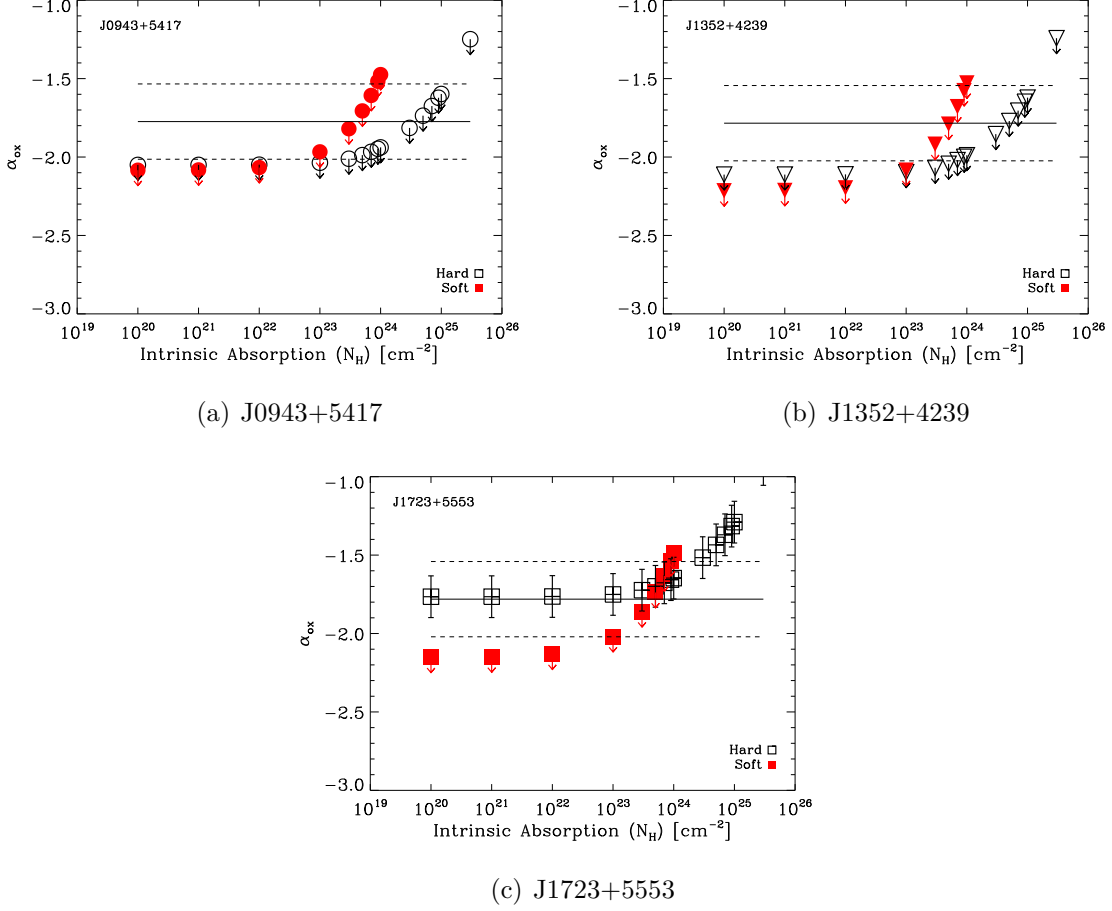 J0943+5417
−1.0
−1.5
−2.0
−2.5
−3.0
αox
Hard
Soft
10^19 10^20 10^21 10^22 10^23 10^24 10^25 10^26
Intrinsic Absorption (N_H) [cm^−2]
(a) J0943+5417
J1352+4239
−1.0
−1.5
−2.0
−2.5
−3.0
αox
Hard
Soft
10^19 10^20 10^21 10^22 10^23 10^24 10^25 10^26
Intrinsic Absorption (N_H) [cm^−2]
(b) J1352+4239
J1723+5553
−1.0
−1.5
−2.0
−2.5
−3.0
αox
Hard
Soft
10^19 10^20 10^21 10^22 10^23 10^24 10^25 10^26
Intrinsic Absorption (N_H) [cm^−2]
(c) J1723+5553